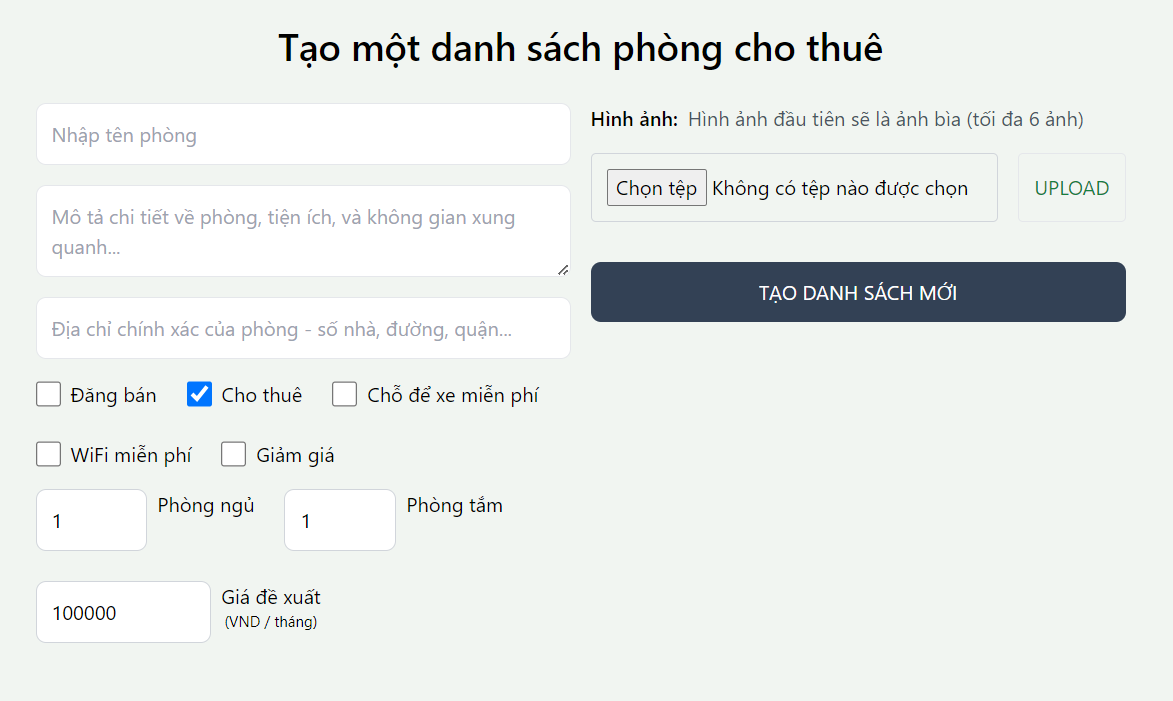 Tạo một danh sách phòng cho thuê
Nhập tên phòng
Mô tả chi tiết về phòng, tiện ích, và không gian xung
quanh...
Địa chỉ chính xác của phòng - số nhà, đường, quận...
Đăng bán
Cho thuê
Chỗ để xe miễn phí
WiFi miễn phí
Giảm giá
1
Phòng ngủ
1
Phòng tắm
100000
Giá đề xuất
(VND / tháng)
Hình ảnh: Hình ảnh đầu tiên sẽ là ảnh bìa (tối đa 6 ảnh)
Chọn tệp Không có tệp nào được chọn
UPLOAD
TẠO DANH SÁCH MỚI